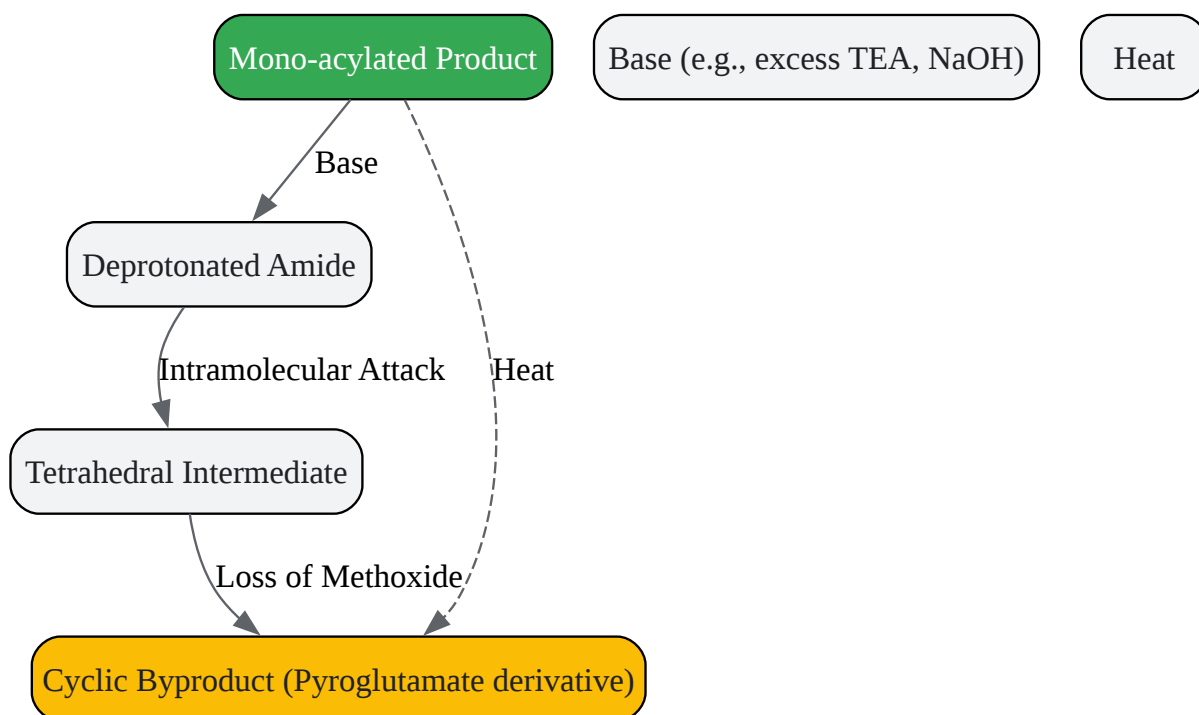 Mono-acylated Product
Base (e.g., excess TEA, NaOH)
Heat
Base
Deprotonated Amide
Intramolecular Attack
Heat
Tetrahedral Intermediate
Loss of Methoxide
Cyclic Byproduct (Pyroglutamate derivative)